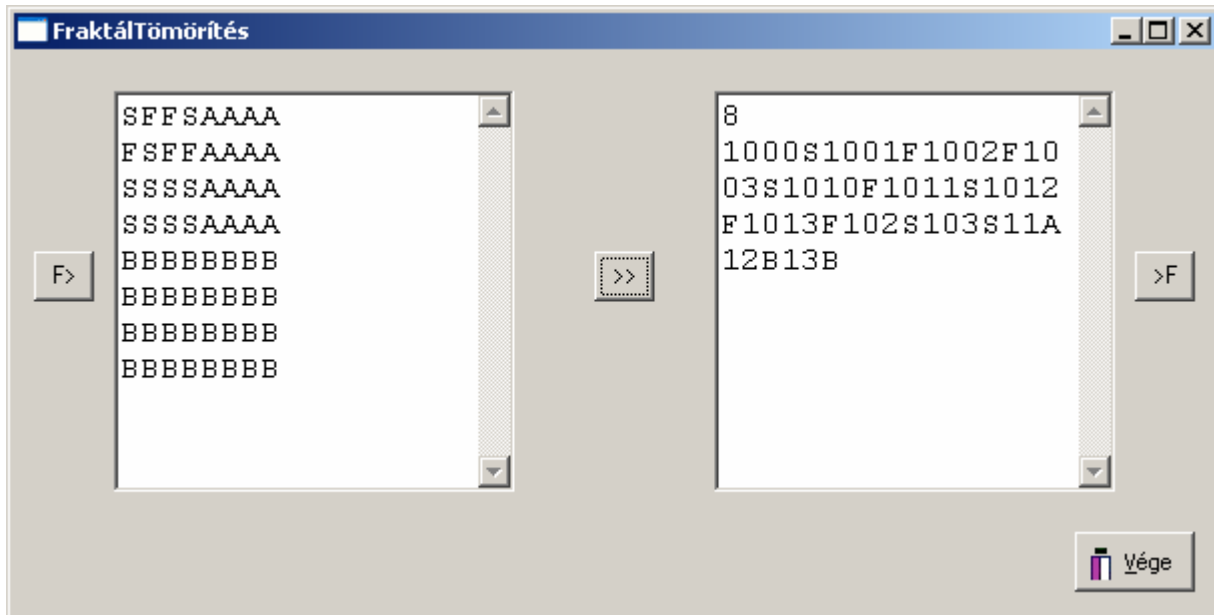 FraktálTömörítés
SFFSAAAA
FSFFAAAA
SSSSAAAA
SSSSAAAA
BBBBBBBB
BBBBBBBB
BBBBBBBB
BBBBBBBB
F>
>>
8
1000S1001F1002F10
03S1010F1011S1012
F1013F102S103S11A
12B13B
>F
Vége